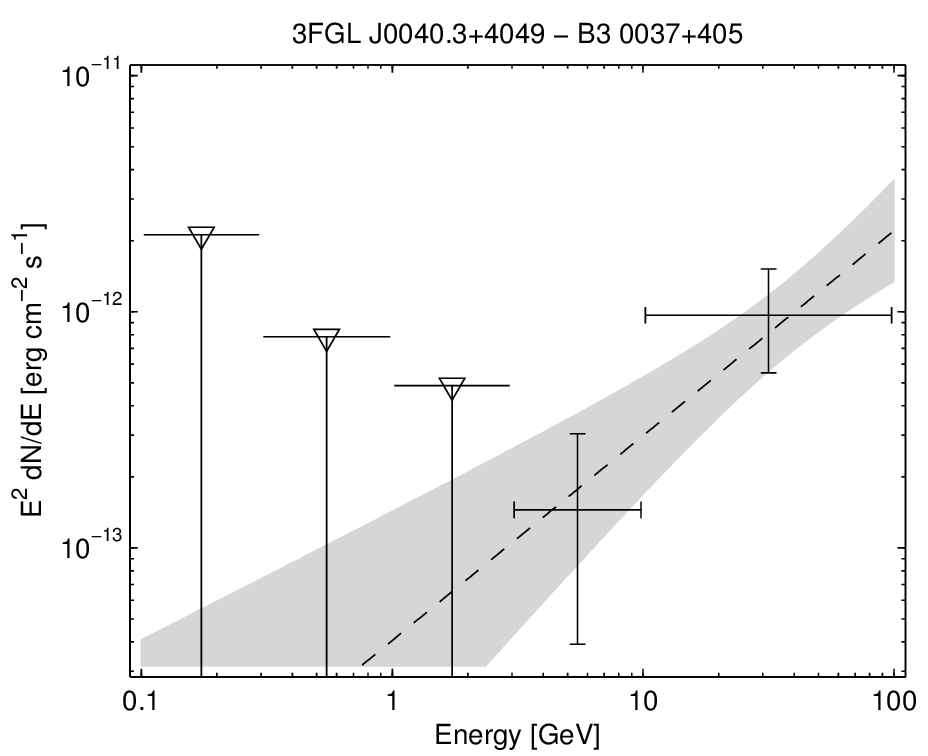 3FGL J0040.3+4049 − B3 0037+405
10⁻¹¹
10⁻¹²
10⁻¹³
E² dN/dE [erg cm⁻² s⁻¹]
0.1 1 10 100
Energy [GeV]